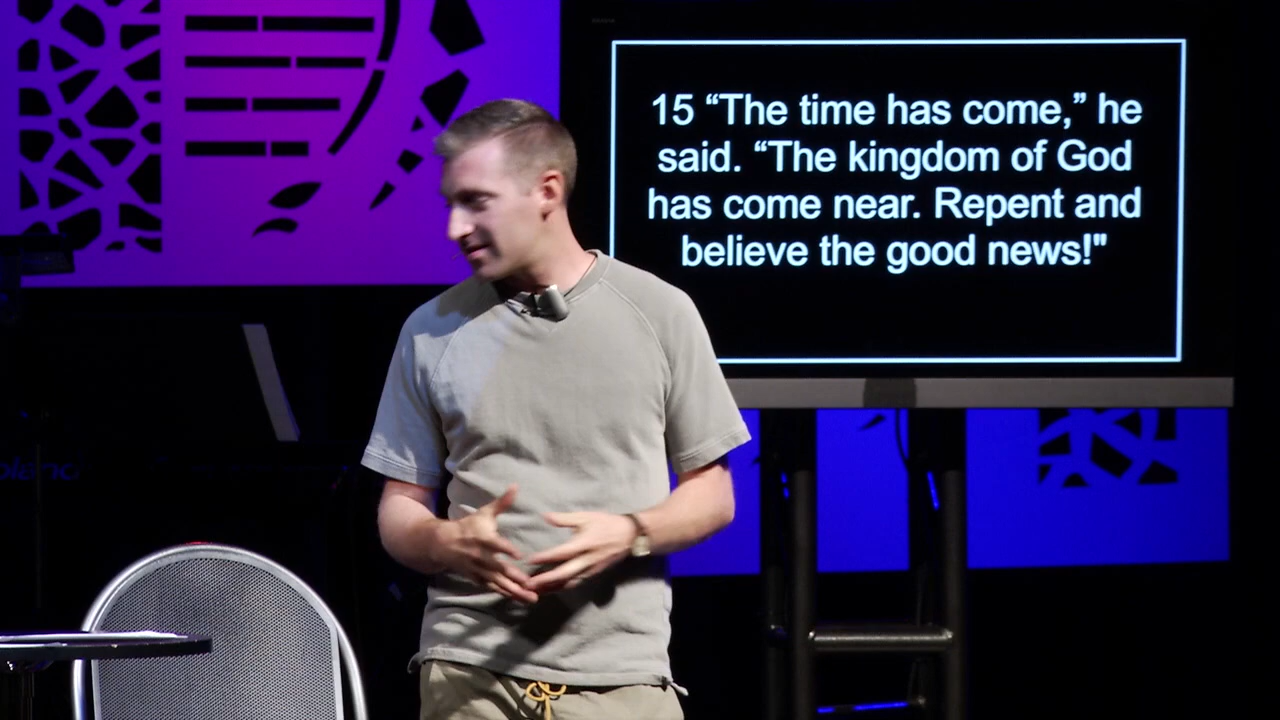 15 “The time has come,” he
said. “The kingdom of God
has come near. Repent and
believe the good news!"